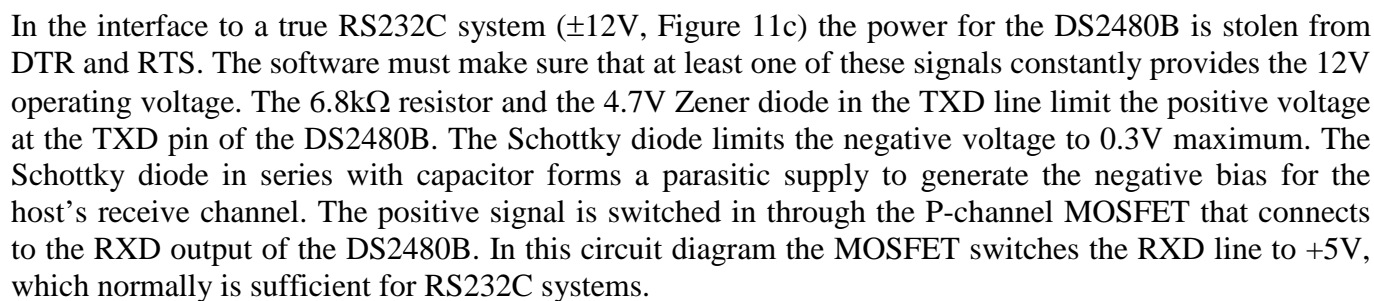 In the interface to a true RS232C system (±12V, Figure 11c) the power for the DS2480B is stolen from
DTR and RTS. The software must make sure that at least one of these signals constantly provides the 12V
operating voltage. The 6.8kΩ resistor and the 4.7V Zener diode in the TXD line limit the positive voltage
at the TXD pin of the DS2480B. The Schottky diode limits the negative voltage to 0.3V maximum. The
Schottky diode in series with capacitor forms a parasitic supply to generate the negative bias for the
host’s receive channel. The positive signal is switched in through the P-channel MOSFET that connects
to the RXD output of the DS2480B. In this circuit diagram the MOSFET switches the RXD line to +5V,
which normally is sufficient for RS232C systems.